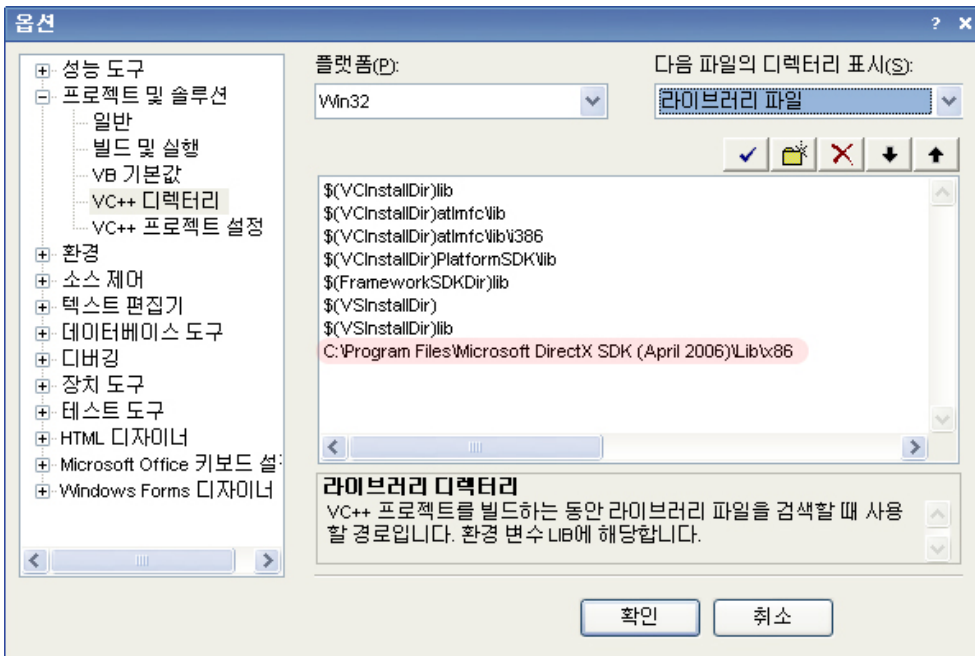 옵션
성능 도구
프로젝트 및 솔루션
일반
빌드 및 실행
VB 기본값
VC++ 디렉터리
VC++ 프로젝트 설정
환경
소스 제어
텍스트 편집기
데이터베이스 도구
디버깅
장치 도구
테스트 도구
HTML 디자이너
Microsoft Office 키보드 설
Windows Forms 디자이너
플랫폼(P):
Win32
다음 파일의 디렉터리 표시(S):
라이브러리 파일
$(VCInstallDir)lib
$(VCInstallDir)atlmfc\lib
$(VCInstallDir)atlmfc\lib\i386
$(VCInstallDir)PlatformSDK\lib
$(FrameworkSDKDir)lib
$(VSInstallDir)
$(VSInstallDir)lib
C:\Program Files\Microsoft DirectX SDK (April 2006)\Lib\x86
라이브러리 디렉터리
VC++ 프로젝트를 빌드하는 동안 라이브러리 파일을 검색할 때 사용
할 경로입니다. 환경 변수 LIB에 해당합니다.
확인
취소